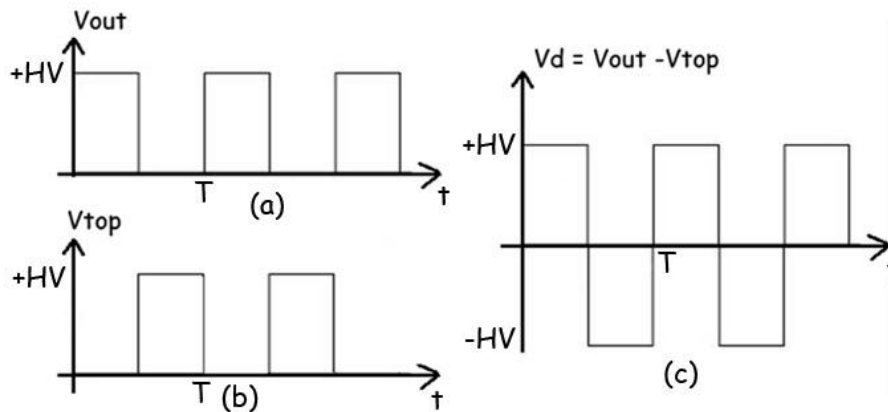 Vout
+HV
T
(a)
t
Vtop
+HV
T
(b)
t
Vd = Vout -Vtop
+HV
T
-HV
(c)